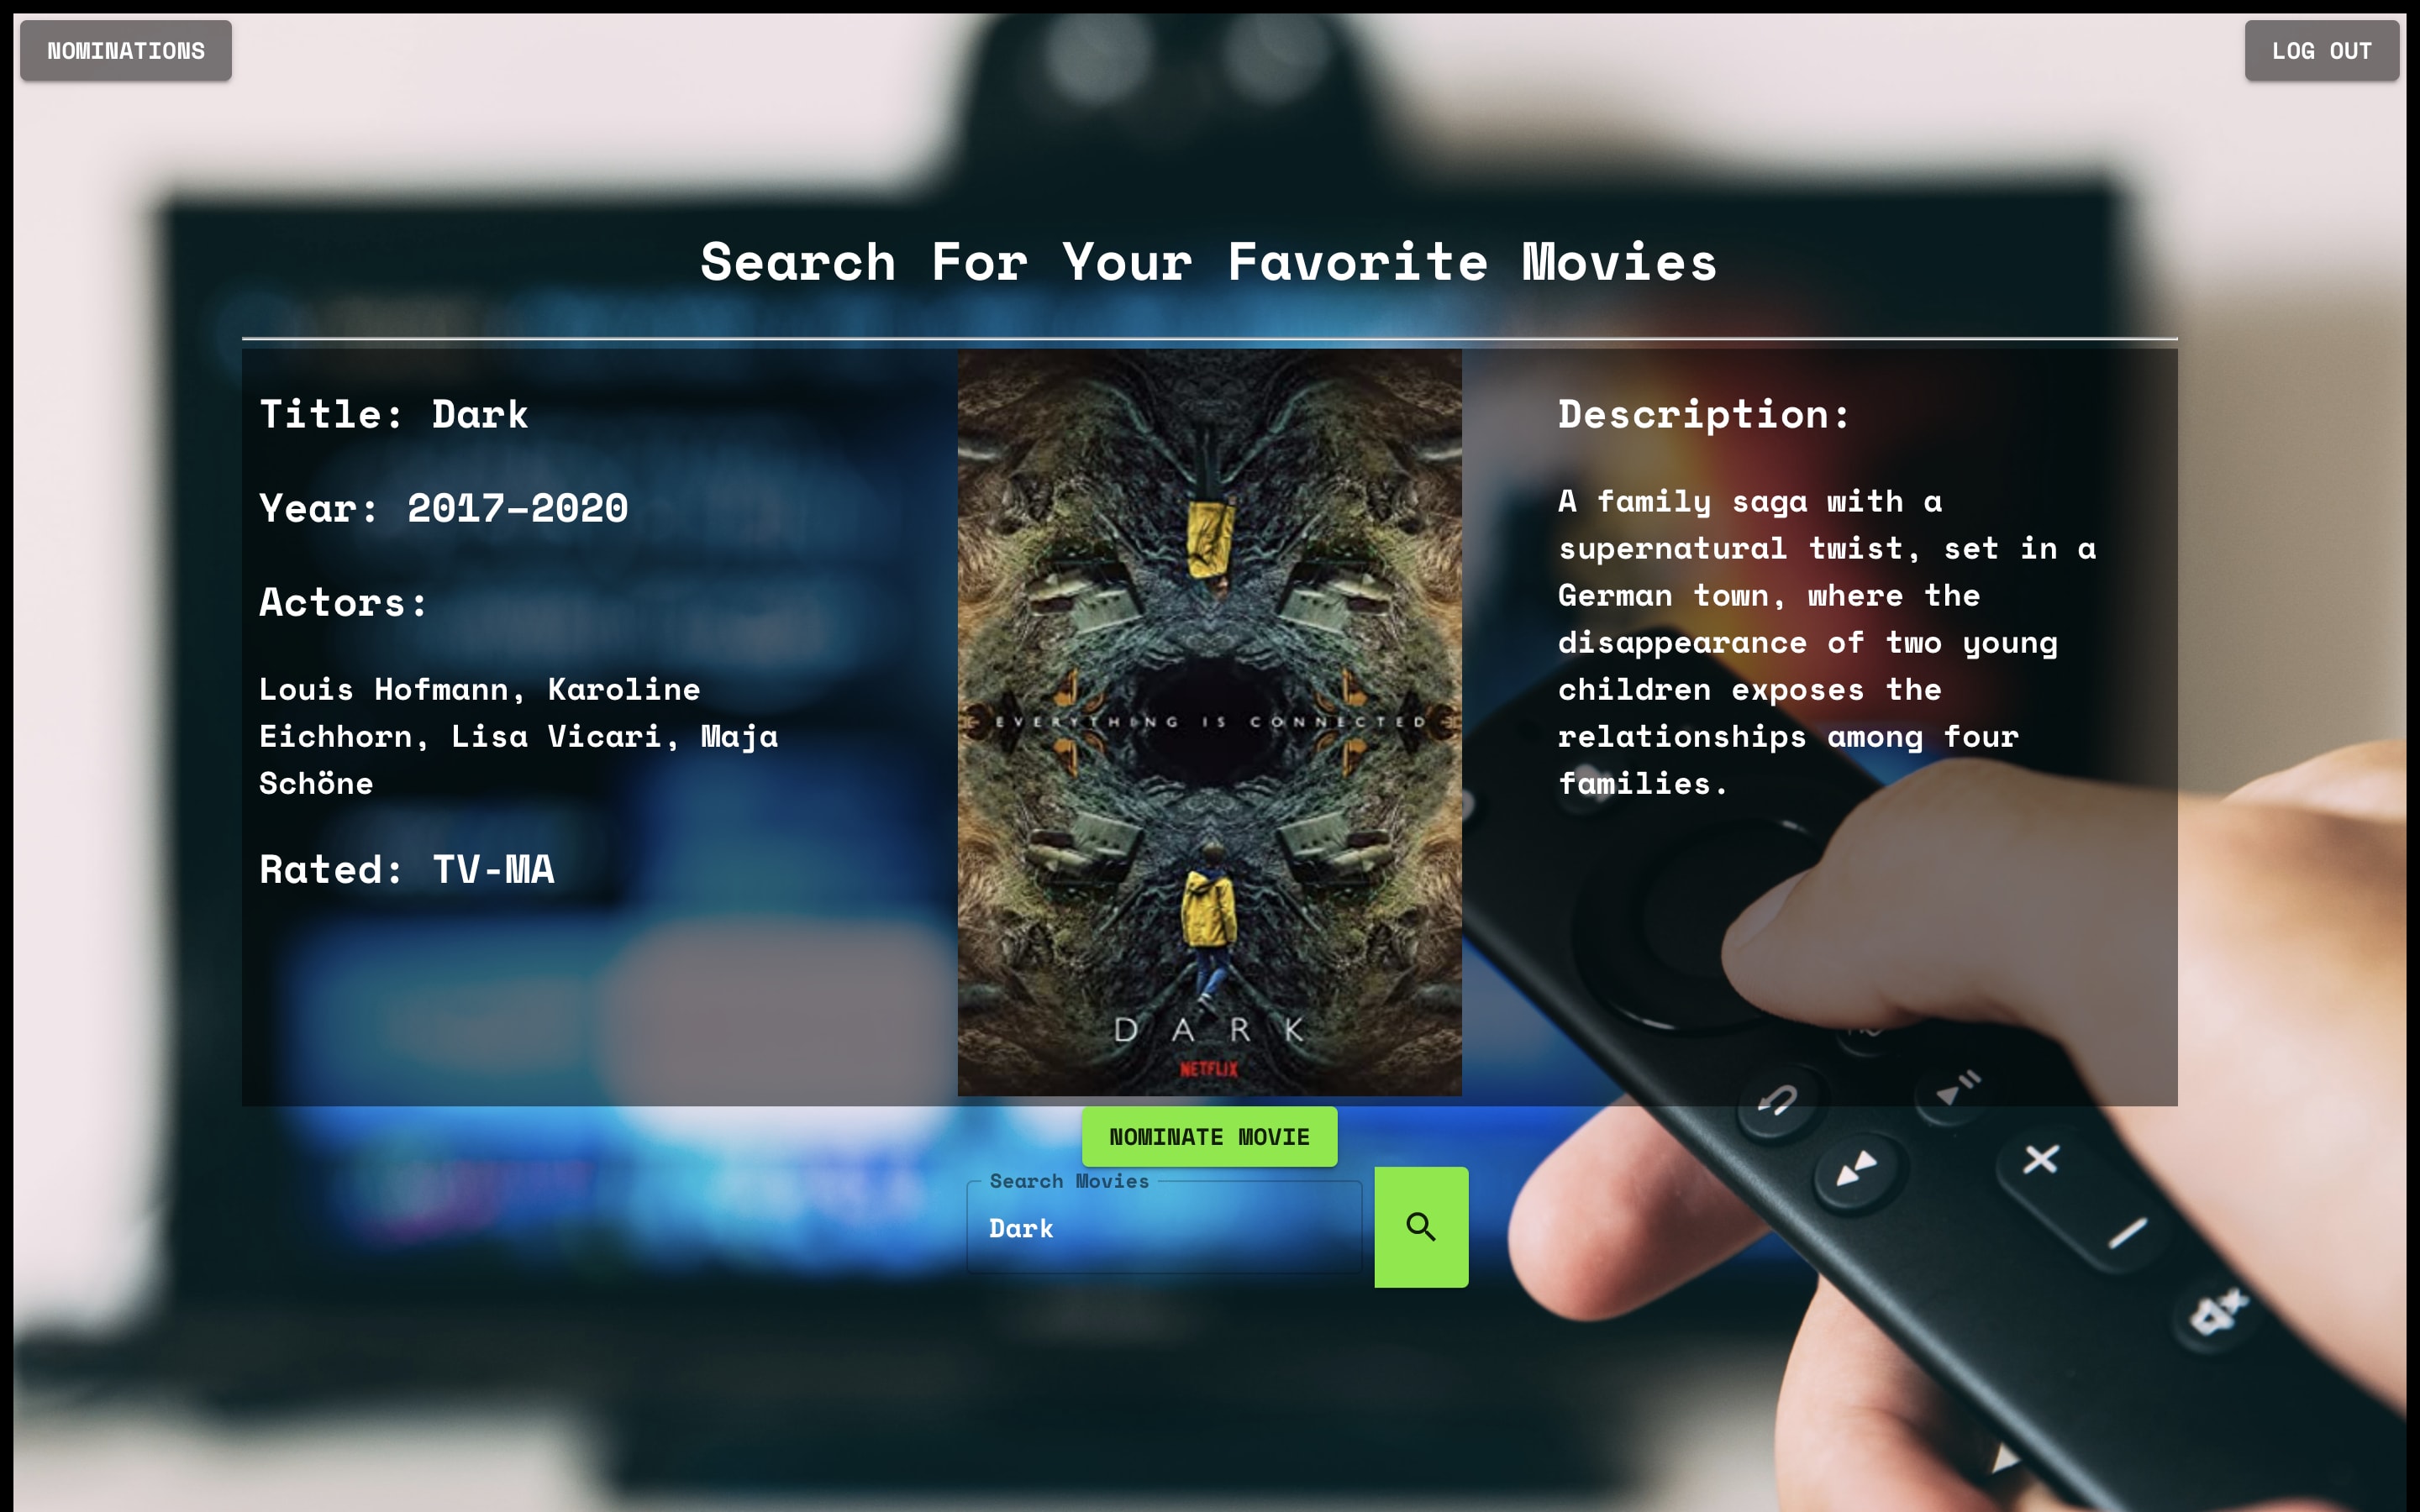 NOMINATIONS
LOG OUT
Search For Your Favorite Movies
Title: Dark
Year: 2017–2020
Actors:
Louis Hofmann, Karoline
Eichhorn, Lisa Vicari, Maja
Schöne
Rated: TV-MA
EVERYTHING IS CONNECTED
DARK
NETFLIX
Description:
A family saga with a
supernatural twist, set in a
German town, where the
disappearance of two young
children exposes the
relationships among four
families.
NOMINATE MOVIE
Search Movies
Dark